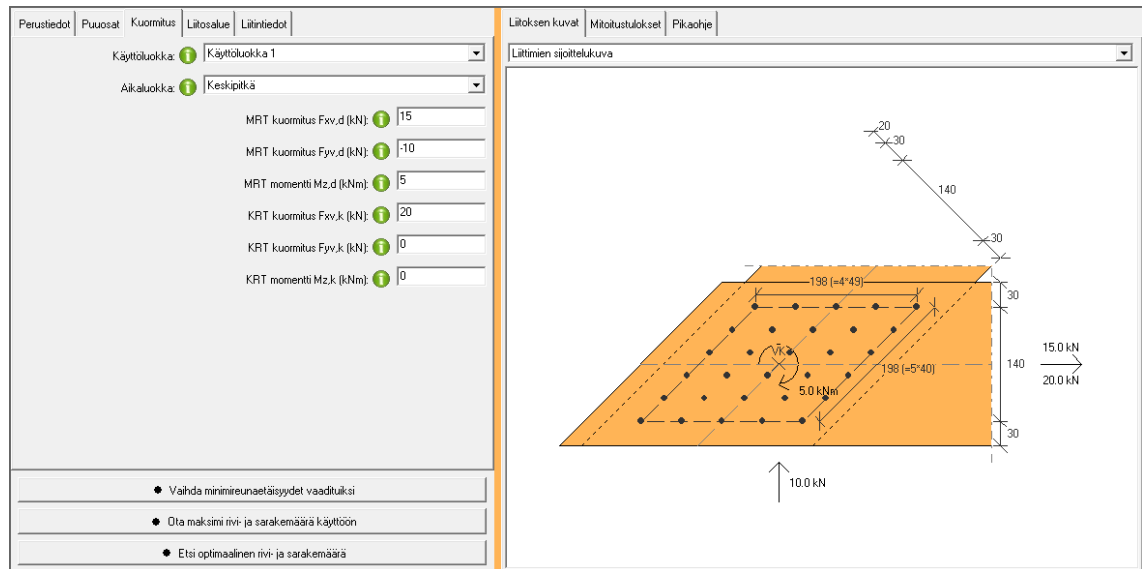 Perustiedot Puuosat Kuormitus Liitosalue Liitintiedot
Käyttöluokka: Käyttöluokka 1
Aikaluokka: Keskipitkä
MRT kuormitus Fxv,d (kN): 15
MRT kuormitus Fyv,d (kN): -10
MRT momentti Mz,d (kNm): 5
KRT kuormitus Fxv,k (kN): 20
KRT kuormitus Fyv,k (kN): 0
KRT momentti Mz,k (kNm): 0
Vaihda minimireunaetäisyydet vaadituiksi
Ota maksimi rivi- ja sarakemäärä käyttöön
Etsi optimaalinen rivi- ja sarakemäärä
Liitoksen kuvat Mitoitustulokset Pikaohje
Liittimien sijoittelukuva
20
30
140
30
198 (=4*49)
30
VK
198 (=5*40)
140
15.0 kN
20.0 kN
5.0 kNm
30
10.0 kN